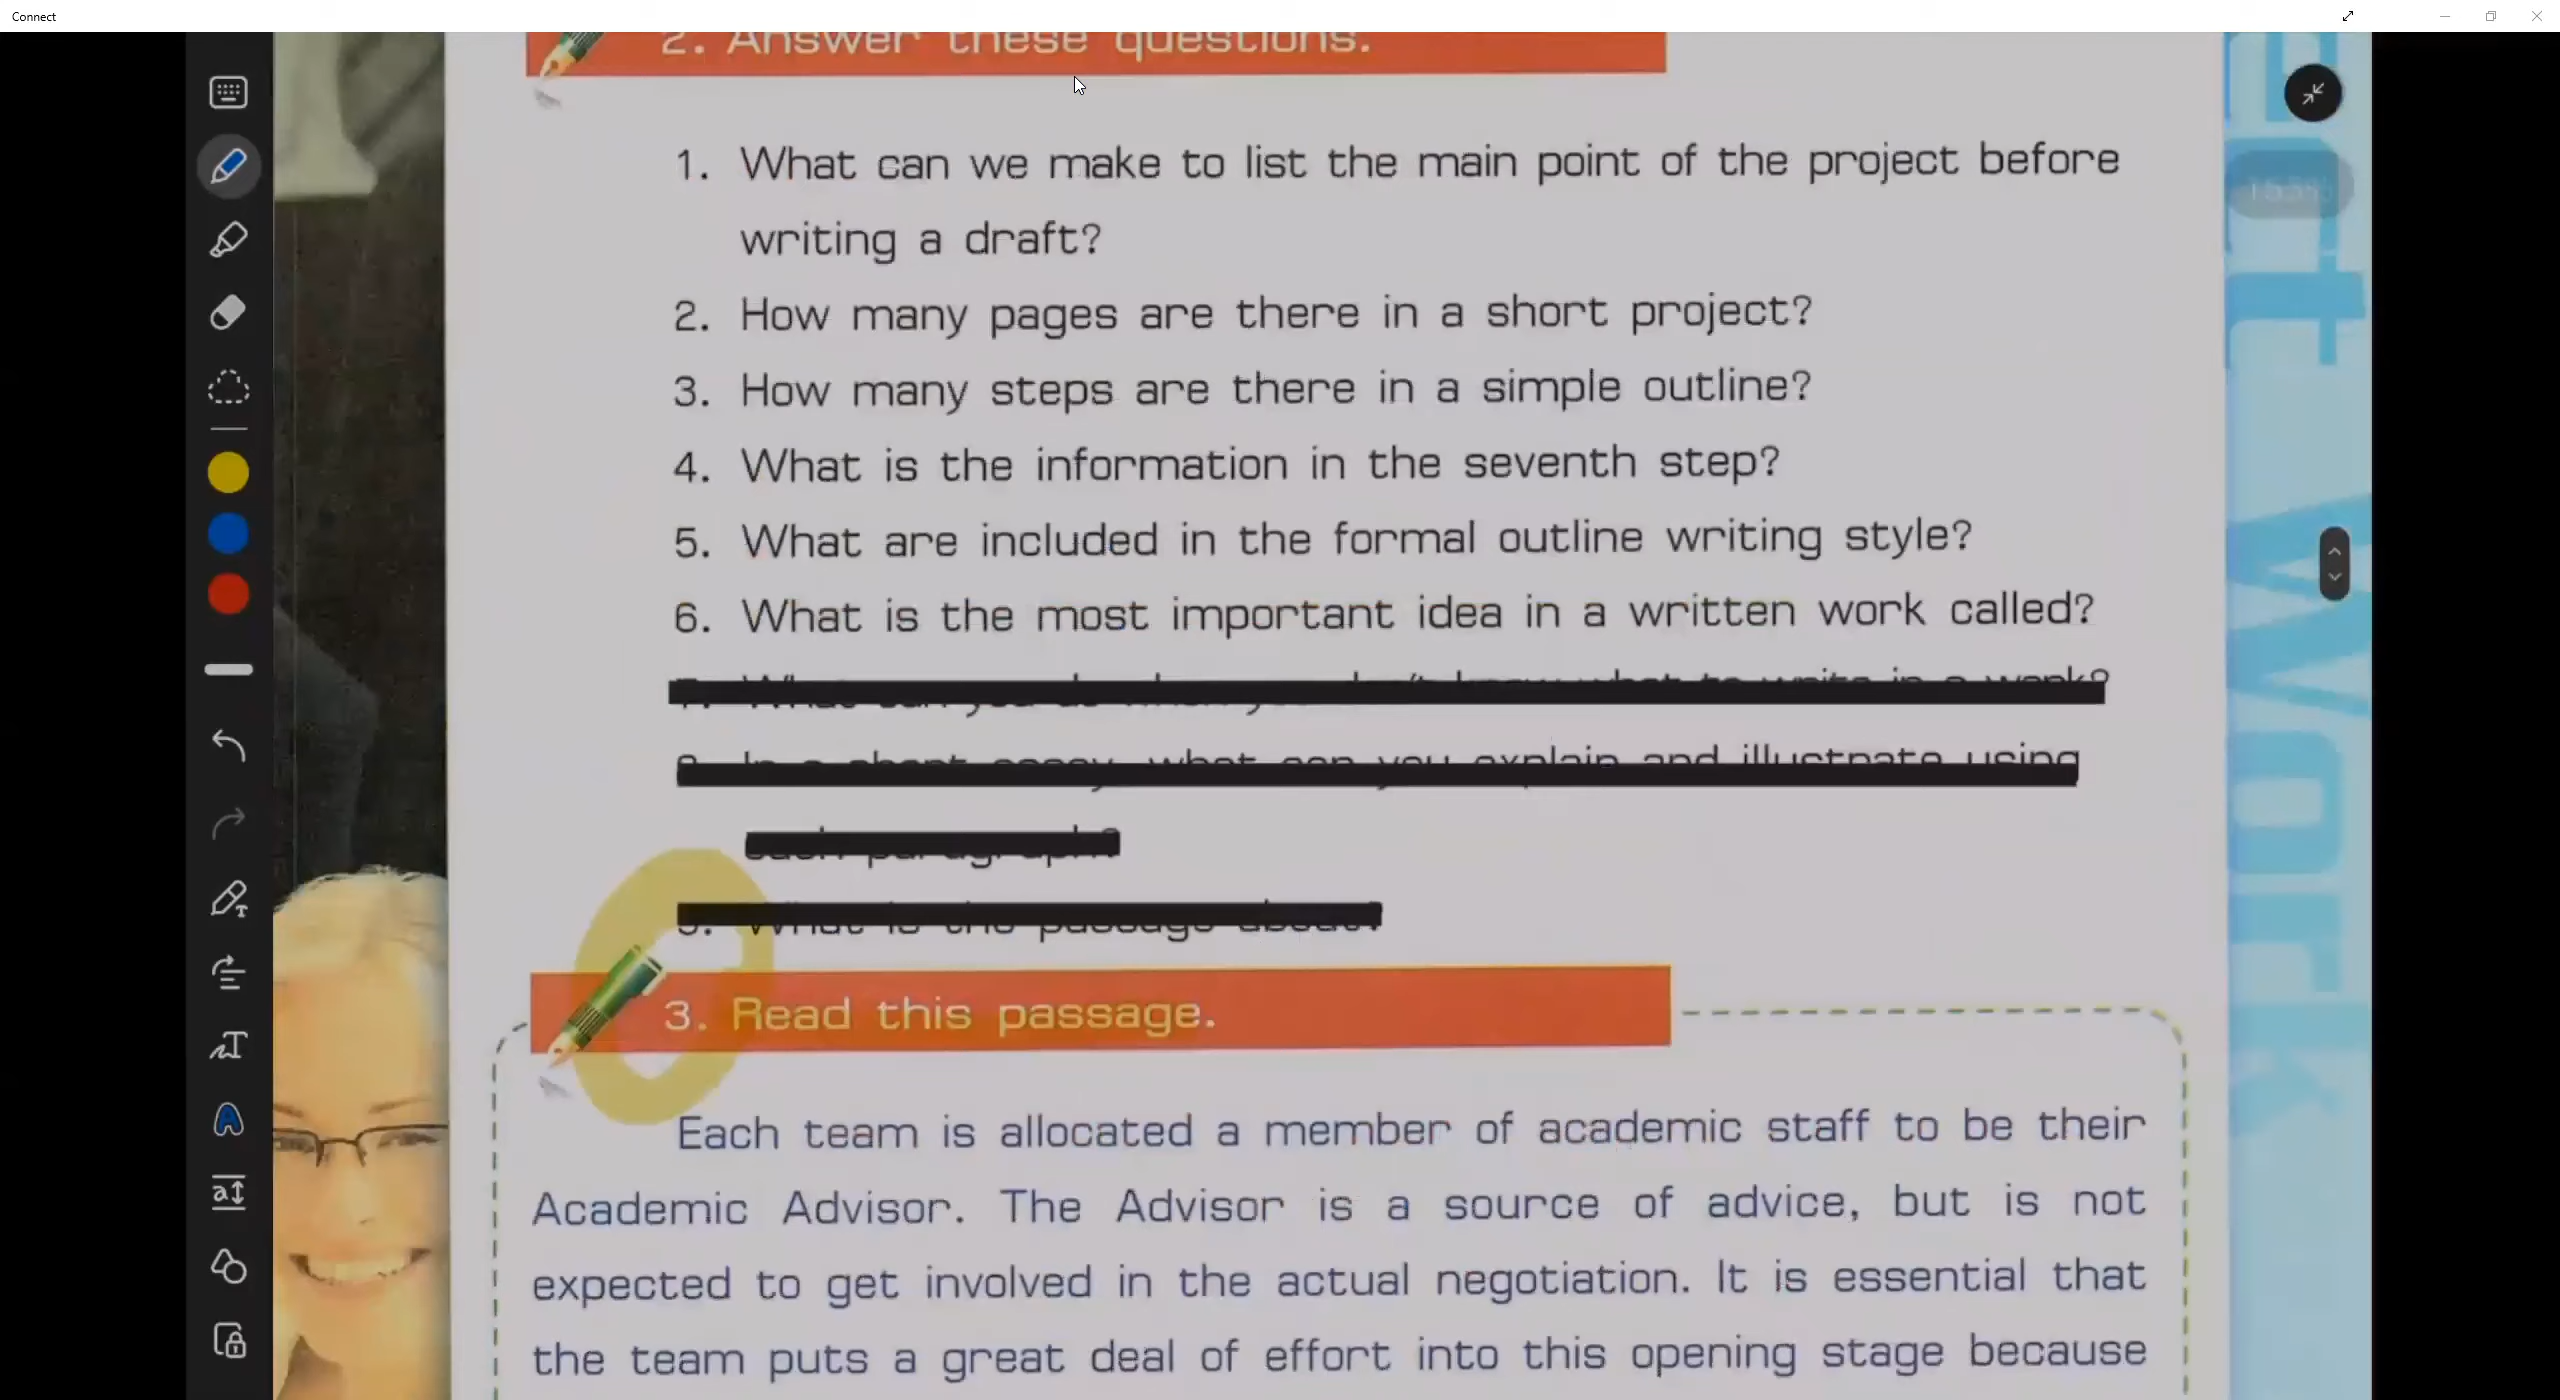 Connect
2. Answer these questions.
1. What can we make to list the main point of the project before
writing a draft?
2. How many pages are there in a short project?
3. How many steps are there in a simple outline?
4. What is the information in the seventh step?
5. What are included in the formal outline writing style?
6. What is the most important idea in a written work called?
3. Read this passage.
Each team is allocated a member of academic staff to be their
Academic Advisor. The Advisor is a source of advice, but is not
expected to get involved in the actual negotiation. It is essential that
the team puts a great deal of effort into this opening stage because